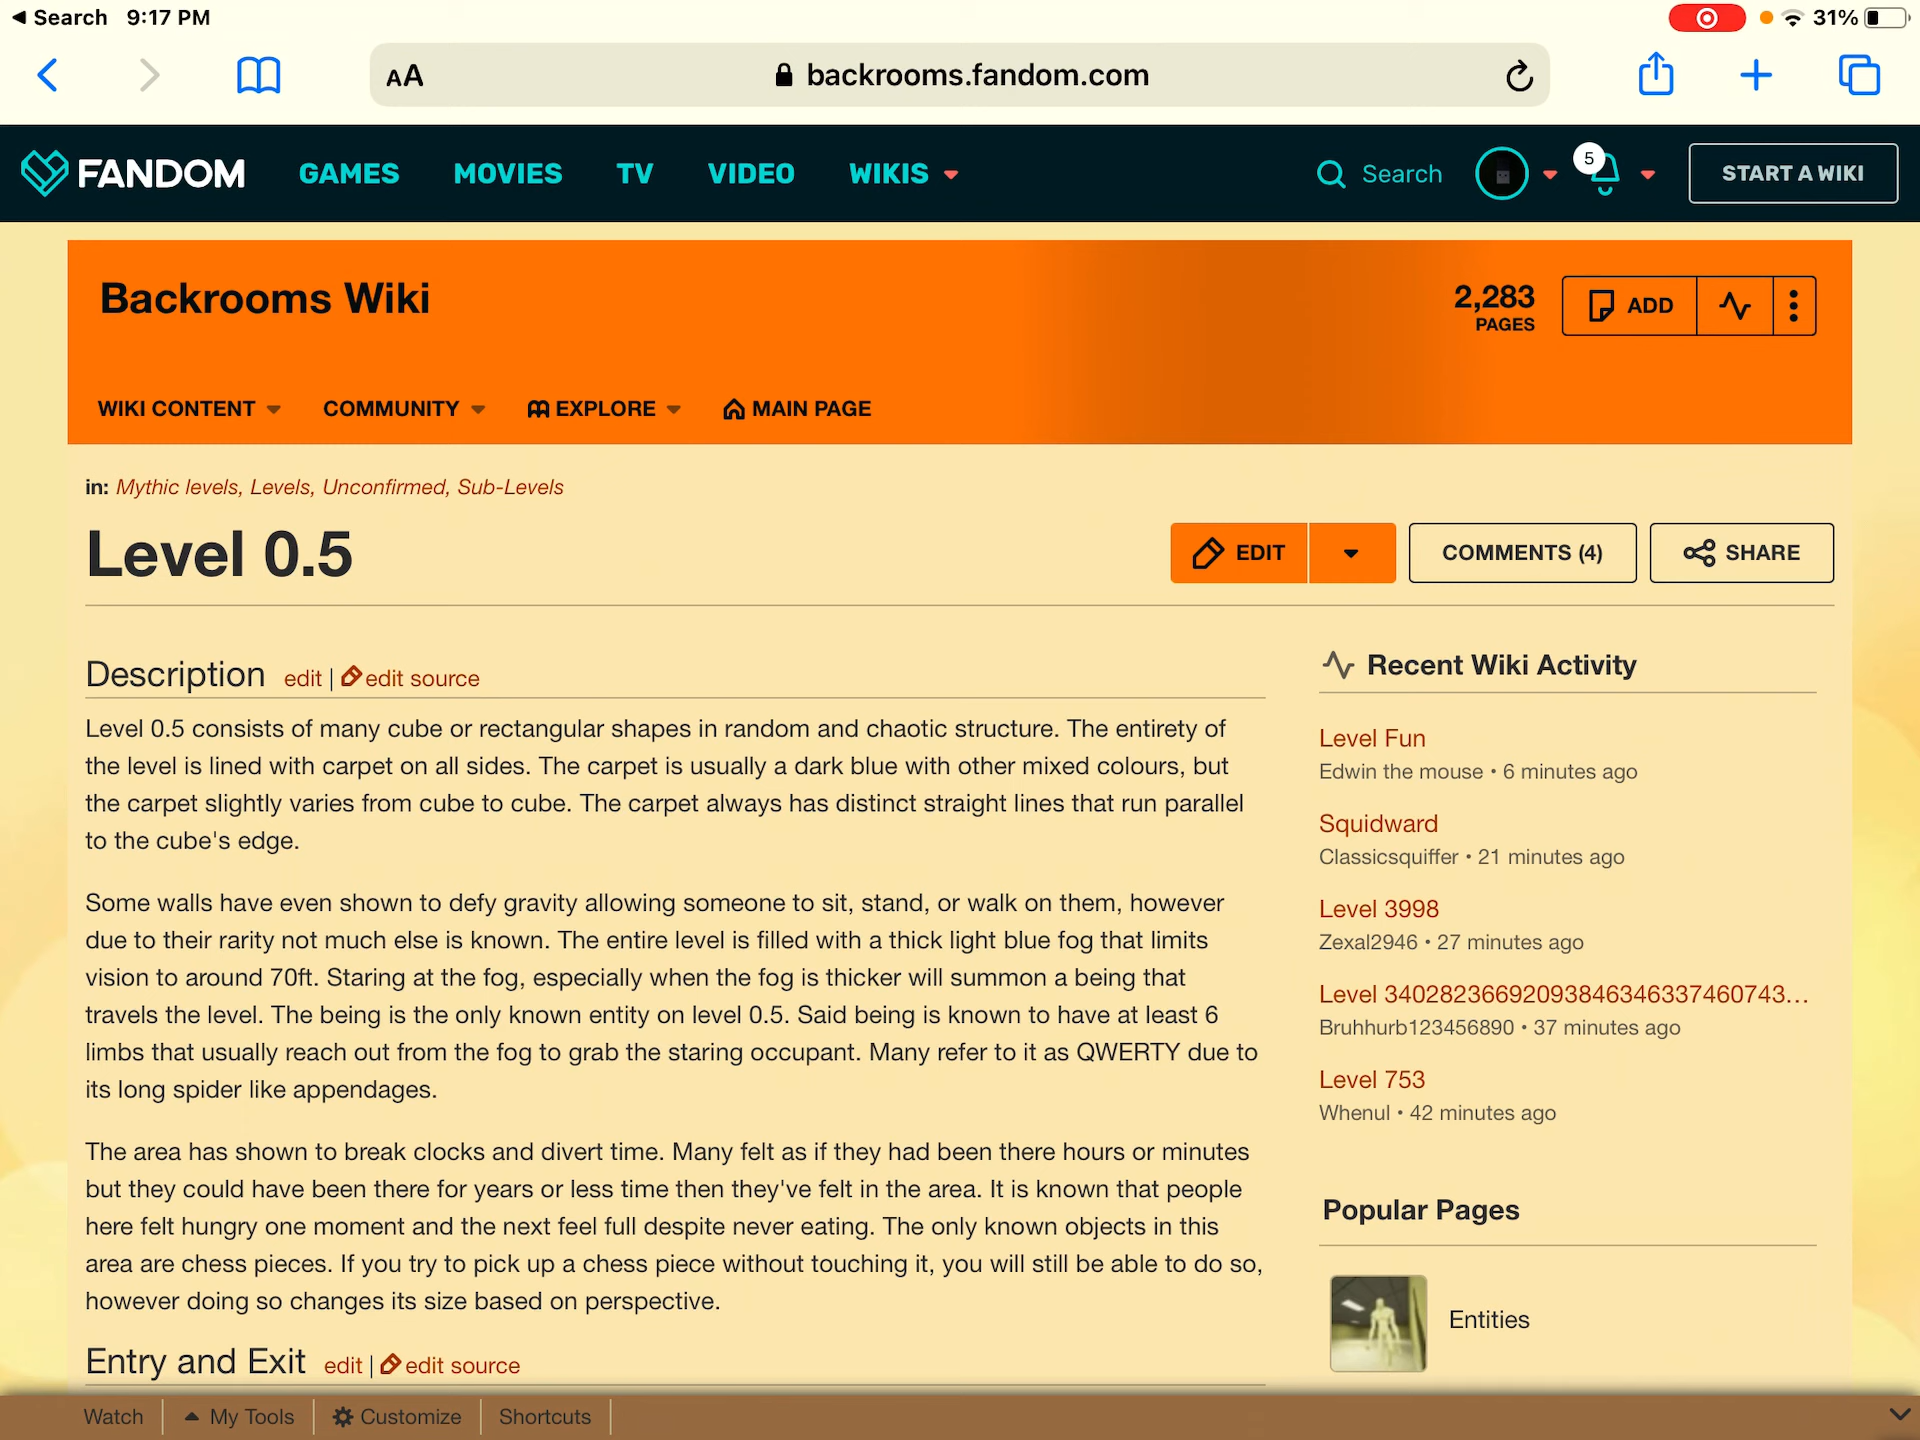 Search 9:17 PM 31%
AA backrooms.fandom.com
FANDOM GAMES MOVIES TV VIDEO WIKIS Search 5 START A WIKI
Backrooms Wiki
2,283
PAGES
ADD
WIKI CONTENT COMMUNITY EXPLORE MAIN PAGE
in: Mythic levels, Levels, Unconfirmed, Sub-Levels
Level 0.5
EDIT COMMENTS (4) SHARE
Description edit | edit source
Level 0.5 consists of many cube or rectangular shapes in random and chaotic structure. The entirety of
the level is lined with carpet on all sides. The carpet is usually a dark blue with other mixed colours, but
the carpet slightly varies from cube to cube. The carpet always has distinct straight lines that run parallel
to the cube's edge.
Some walls have even shown to defy gravity allowing someone to sit, stand, or walk on them, however
due to their rarity not much else is known. The entire level is filled with a thick light blue fog that limits
vision to around 70ft. Staring at the fog, especially when the fog is thicker will summon a being that
travels the level. The being is the only known entity on level 0.5. Said being is known to have at least 6
limbs that usually reach out from the fog to grab the staring occupant. Many refer to it as QWERTY due to
its long spider like appendages.
The area has shown to break clocks and divert time. Many felt as if they had been there hours or minutes
but they could have been there for years or less time then they've felt in the area. It is known that people
here felt hungry one moment and the next feel full despite never eating. The only known objects in this
area are chess pieces. If you try to pick up a chess piece without touching it, you will still be able to do so,
however doing so changes its size based on perspective.
Entry and Exit edit | edit source
Recent Wiki Activity
Level Fun
Edwin the mouse • 6 minutes ago
Squidward
Classicsquiffer • 21 minutes ago
Level 3998
Zexal2946 • 27 minutes ago
Level 34028236692093846346337460743...
Bruhhurb123456890 • 37 minutes ago
Level 753
Whenul • 42 minutes ago
Popular Pages
Entities
Watch My Tools Customize Shortcuts